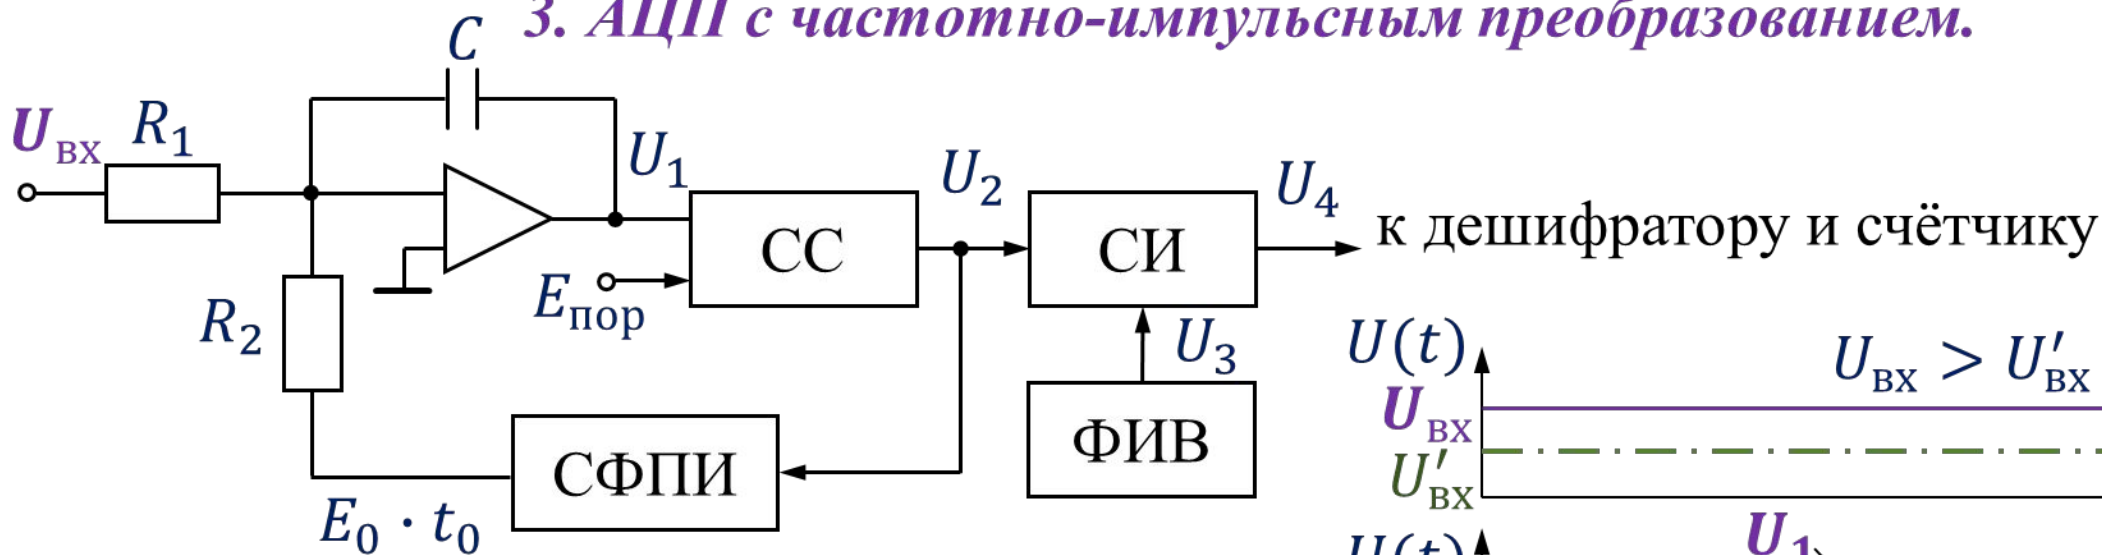 3. АЦП с частотно-импульсным преобразованием.
C
U_вх R_1
U_1
U_2
U_4
к дешифратору и счётчику
СС
СИ
E_пор
R_2
U_3
ФИВ
СФПИ
E_0 · t_0
U(t)
U_вх > U'_вх
U_вх
U'_вх
U_1
U(t)